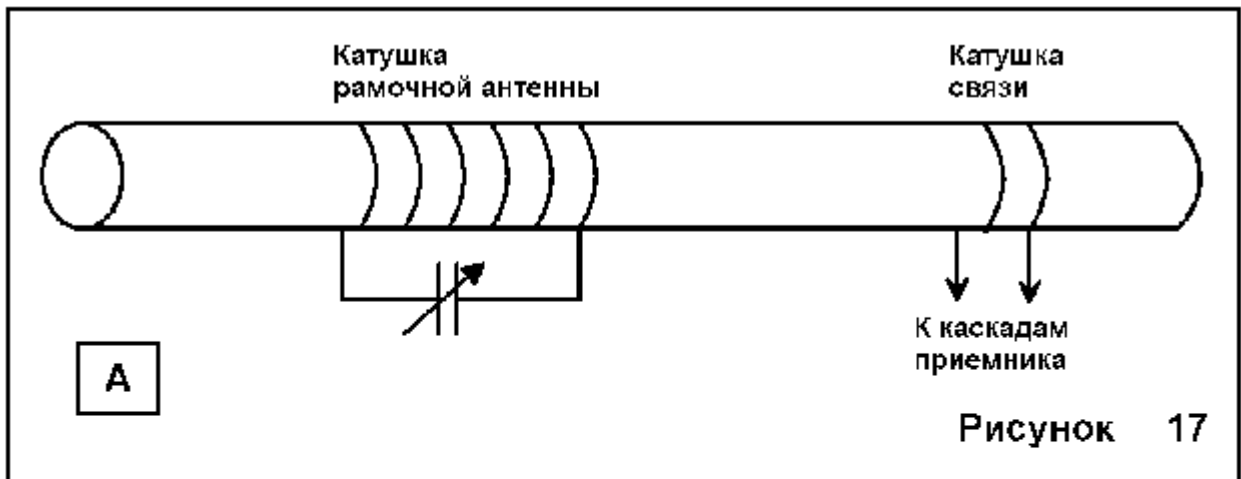 Катушка
рамочной антенны
Катушка
связи
К каскадам
приемника
А
Рисунок 17